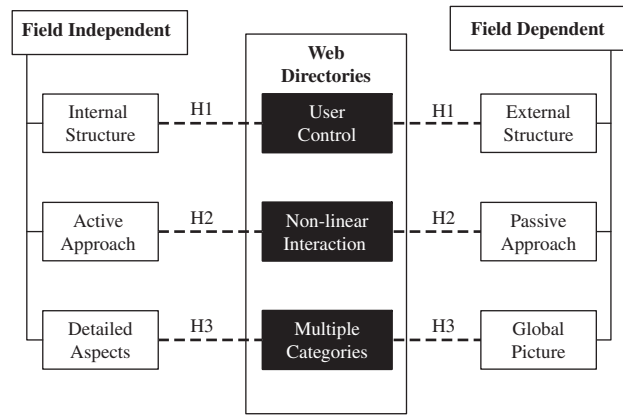 Field Independent
Field Dependent
Web
Directories
Internal
Structure
H1
User
Control
H1
External
Structure
Active
Approach
H2
Non-linear
Interaction
H2
Passive
Approach
Detailed
Aspects
H3
Multiple
Categories
H3
Global
Picture